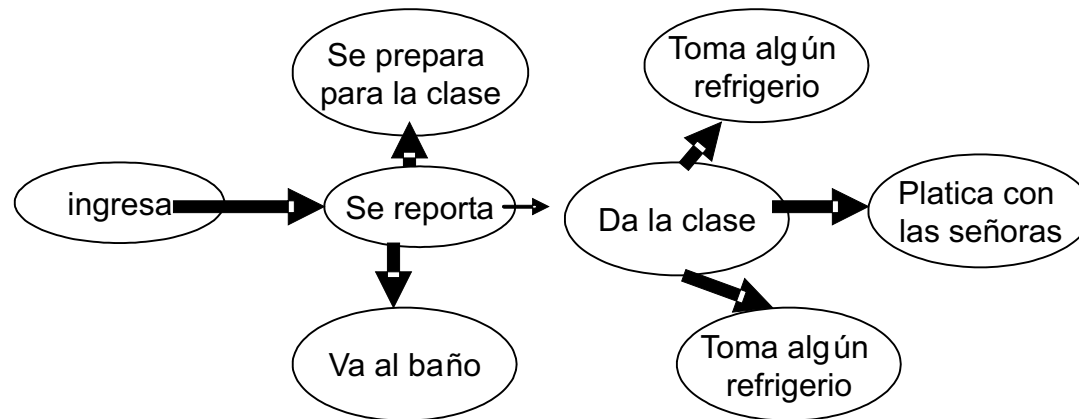 Se prepara
para la clase
Toma algún
refrigerio
ingresa
Se reporta
Da la clase
Platica con
las señoras
Va al baño
Toma algún
refrigerio